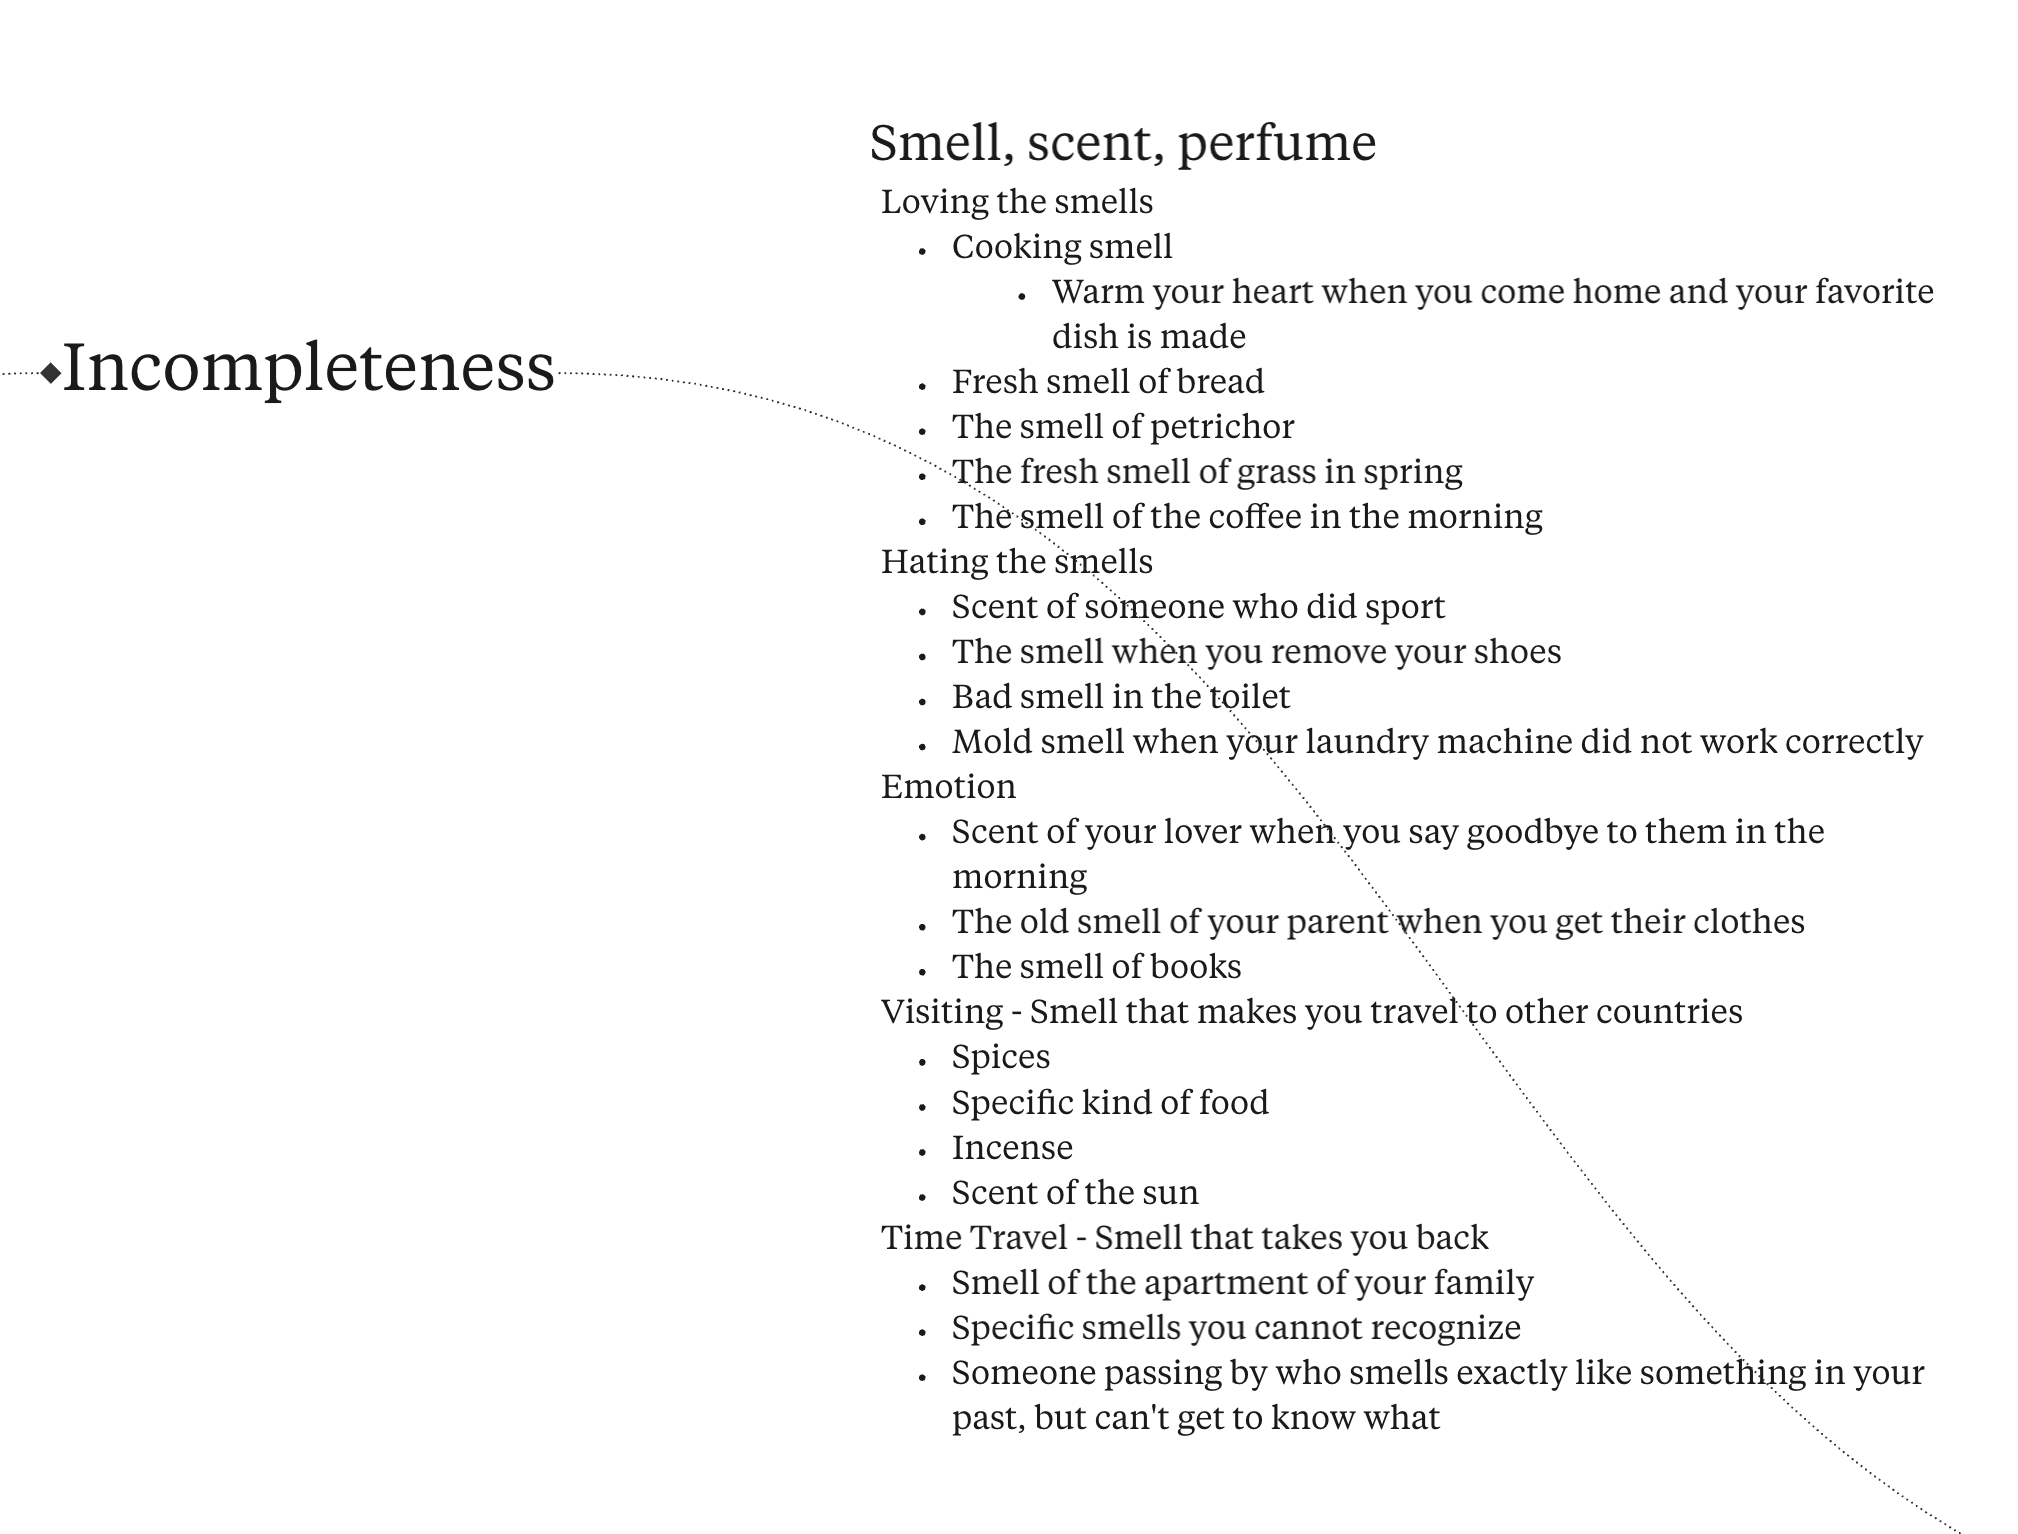 Incompleteness
Smell, scent, perfume
Loving the smells
• Cooking smell
• Warm your heart when you come home and your favorite
dish is made
• Fresh smell of bread
• The smell of petrichor
• The fresh smell of grass in spring
• The smell of the coffee in the morning
Hating the smells
• Scent of someone who did sport
• The smell when you remove your shoes
• Bad smell in the toilet
• Mold smell when your laundry machine did not work correctly
Emotion
• Scent of your lover when you say goodbye to them in the
morning
• The old smell of your parent when you get their clothes
• The smell of books
Visiting - Smell that makes you travel to other countries
• Spices
• Specific kind of food
• Incense
• Scent of the sun
Time Travel - Smell that takes you back
• Smell of the apartment of your family
• Specific smells you cannot recognize
• Someone passing by who smells exactly like something in your
past, but can't get to know what